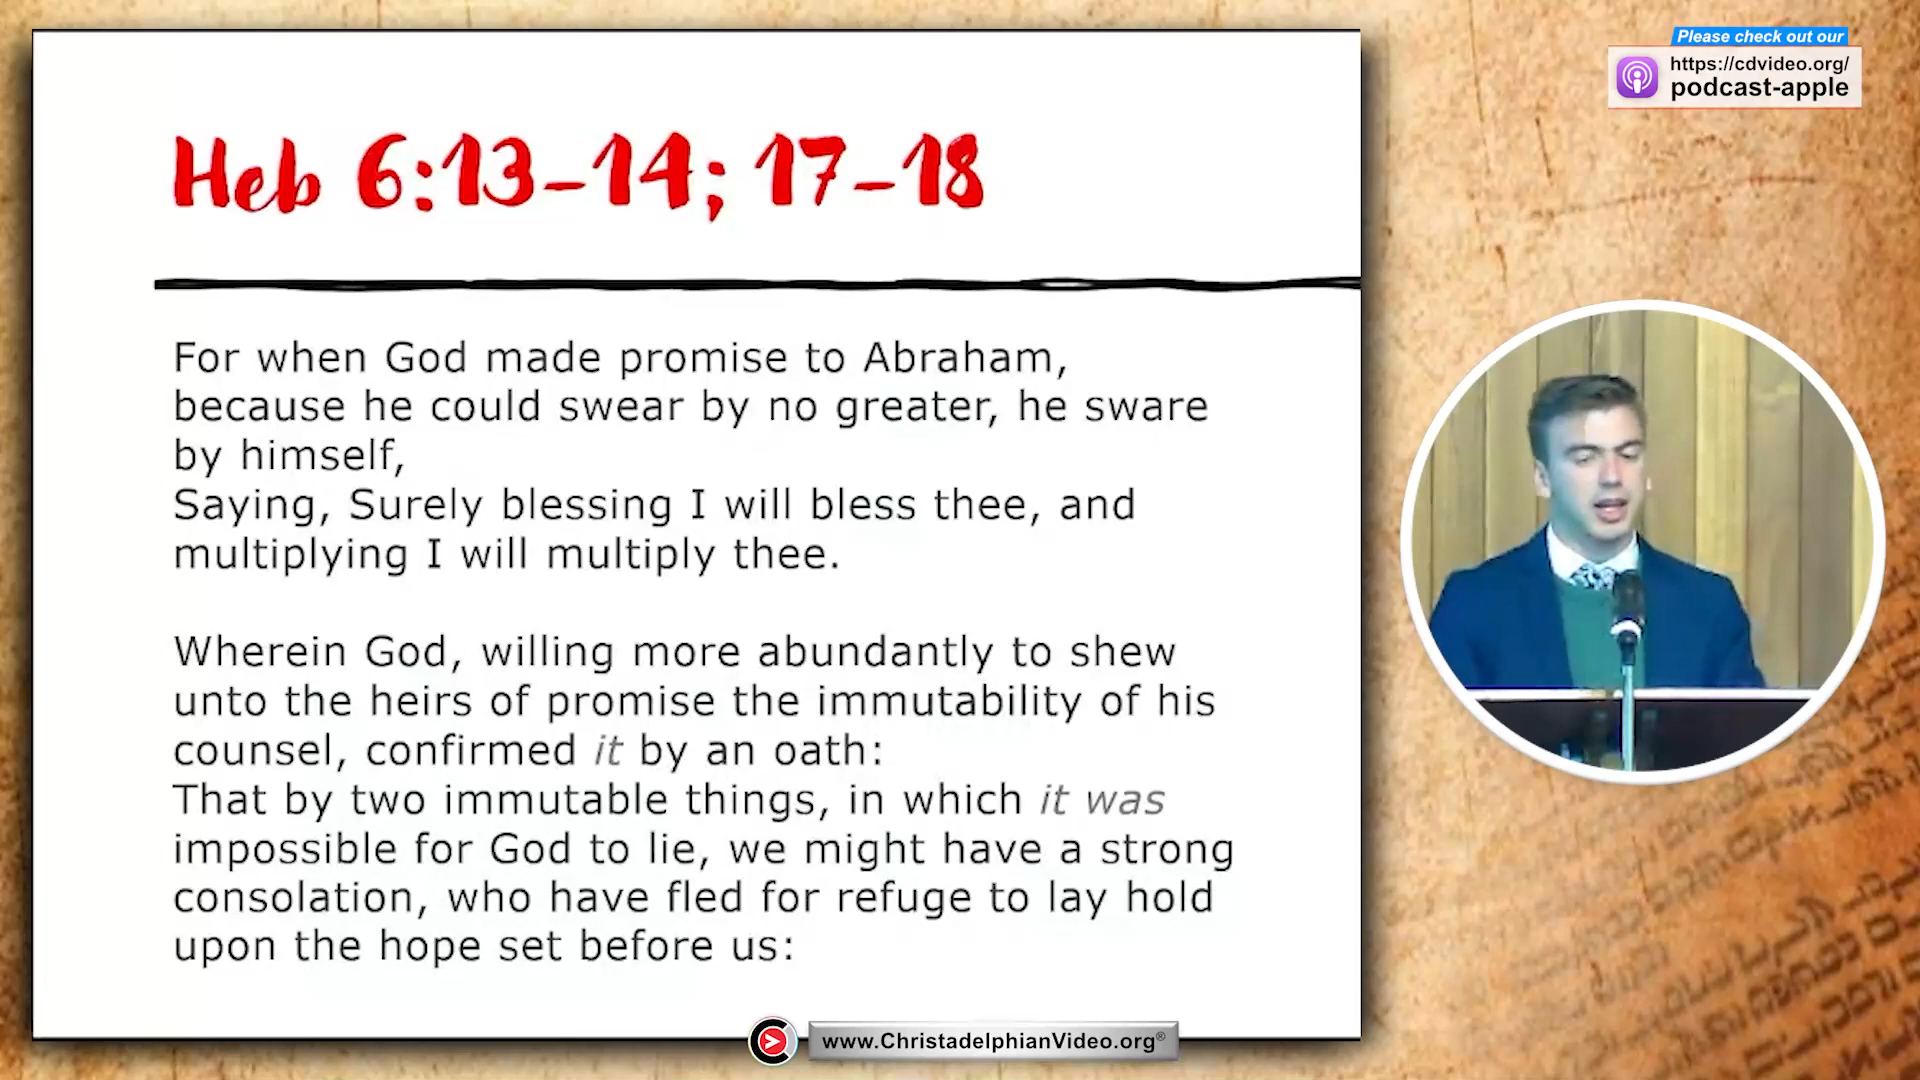 Please check out our
https://cdvideo.org/
podcast-apple
Heb 6:13-14; 17-18
For when God made promise to Abraham,
because he could swear by no greater, he sware
by himself,
Saying, Surely blessing I will bless thee, and
multiplying I will multiply thee.
Wherein God, willing more abundantly to shew
unto the heirs of promise the immutability of his
counsel, confirmed it by an oath:
That by two immutable things, in which it was
impossible for God to lie, we might have a strong
consolation, who have fled for refuge to lay hold
upon the hope set before us:
www.ChristadelphianVideo.org®